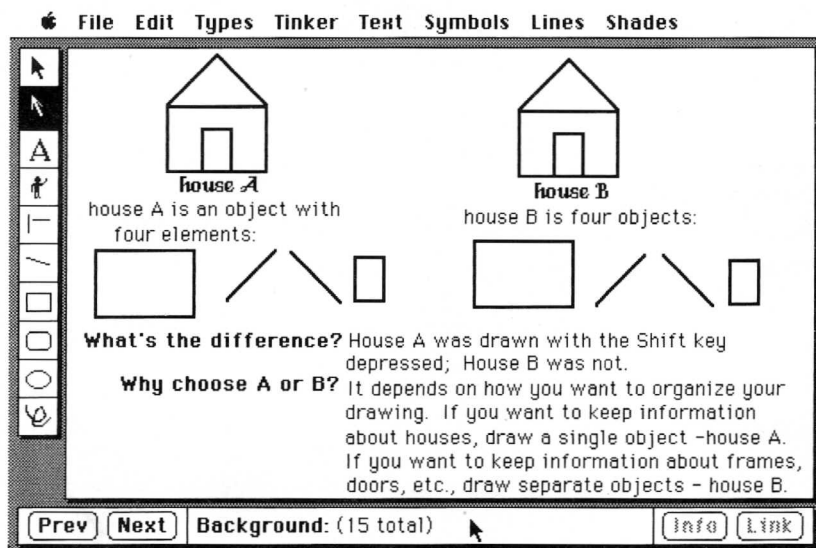 File Edit Types Tinker Text Symbols Lines Shades
A
house A
house B
house A is an object with
four elements:
house B is four objects:
What's the difference? House A was drawn with the Shift key
depressed; House B was not.
Why choose A or B? It depends on how you want to organize your
drawing. If you want to keep information
about houses, draw a single object -house A.
If you want to keep information about frames,
doors, etc., draw separate objects - house B.
Prev Next Background: (15 total) Info Link